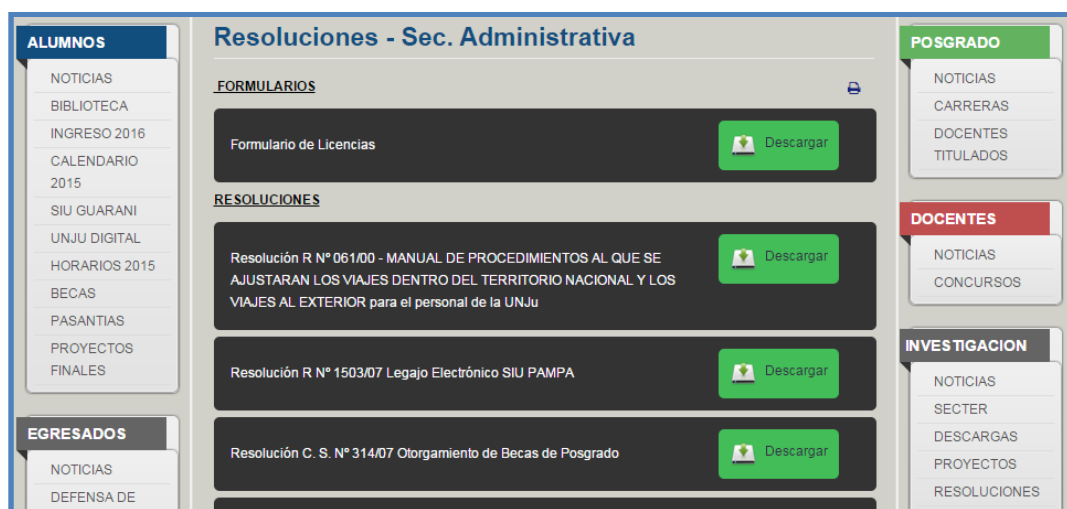 ALUMNOS
NOTICIAS
BIBLIOTECA
INGRESO 2016
CALENDARIO
2015
SIU GUARANI
UNJU DIGITAL
HORARIOS 2015
BECAS
PASANTIAS
PROYECTOS
FINALES
EGRESADOS
NOTICIAS
DEFENSA DE
Resoluciones - Sec. Administrativa
FORMULARIOS
Formulario de Licencias
Descargar
RESOLUCIONES
Resolución R Nº 061/00 - MANUAL DE PROCEDIMIENTOS AL QUE SE
AJUSTARAN LOS VIAJES DENTRO DEL TERRITORIO NACIONAL Y LOS
VIAJES AL EXTERIOR para el personal de la UNJu
Descargar
Resolución R Nº 1503/07 Legajo Electrónico SIU PAMPA
Descargar
Resolución C. S. Nº 314/07 Otorgamiento de Becas de Posgrado
Descargar
POSGRADO
NOTICIAS
CARRERAS
DOCENTES
TITULADOS
DOCENTES
NOTICIAS
CONCURSOS
INVESTIGACION
NOTICIAS
SECTER
DESCARGAS
PROYECTOS
RESOLUCIONES